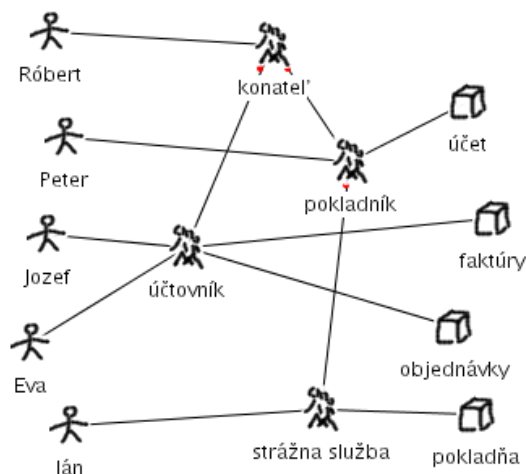 Róbert
konateľ
účet
Peter
pokladník
Jozef
účtovník
faktúry
Eva
objednávky
Ján
strážna služba
pokladňa